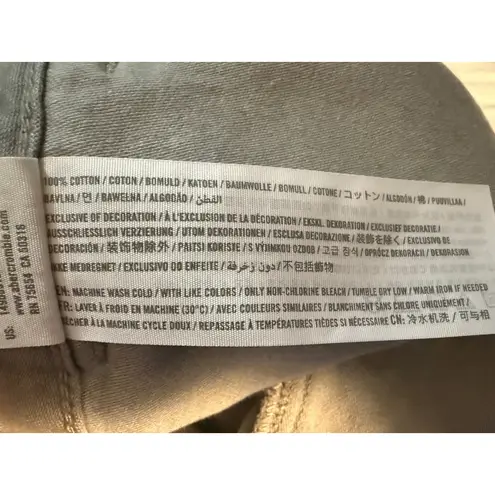 100% COTTON / COTON / BOMULD / KATOEN / BAUMWOLLE / BOMULL / COTONE / コットン / ALGODÓN / 棉 / PUUVILLAA /
BAVLNA / 면 / BAWEŁNA / ALGODÃO / القطن
EXCLUSIVE OF DECORATION / À L'EXCLUSION DE LA DÉCORATION / EKSKL. DEKORATION / EXCLUSIEF DECORATIE /
AUSSCHLIESSLICH VERZIERUNG / UTOM DEKORATIONEN / ESCLUSA DECORAZIONE / 装飾を除く / EXCLUSIVO DE
DECORACIÓN / 装饰物除外 / PAITSI KORISTE / S VÝJIMKOU OZDOB / 고급 장식 / OPRÓCZ DEKORACJI / DEKORASJON
IKKE MEDREGNET / EXCLUSIVO DO ENFEITE / دون زخرفة / 不包括飾物
EN: MACHINE WASH COLD / WITH LIKE COLORS / ONLY NON-CHLORINE BLEACH / TUMBLE DRY LOW / WARM IRON IF NEEDED
FR: LAVER À FROID EN MACHINE (30°C) / AVEC COULEURS SIMILAIRES / BLANCHIMENT SANS CHLORE UNIQUEMENT /
SÉCHER À LA MACHINE CYCLE DOUX / REPASSAGE À TEMPÉRATURES TIÈDES SI NÉCESSAIRE CN: 冷水机洗 / 可与相
US:
www.abercrombie.com
RN 75654 CA 50316